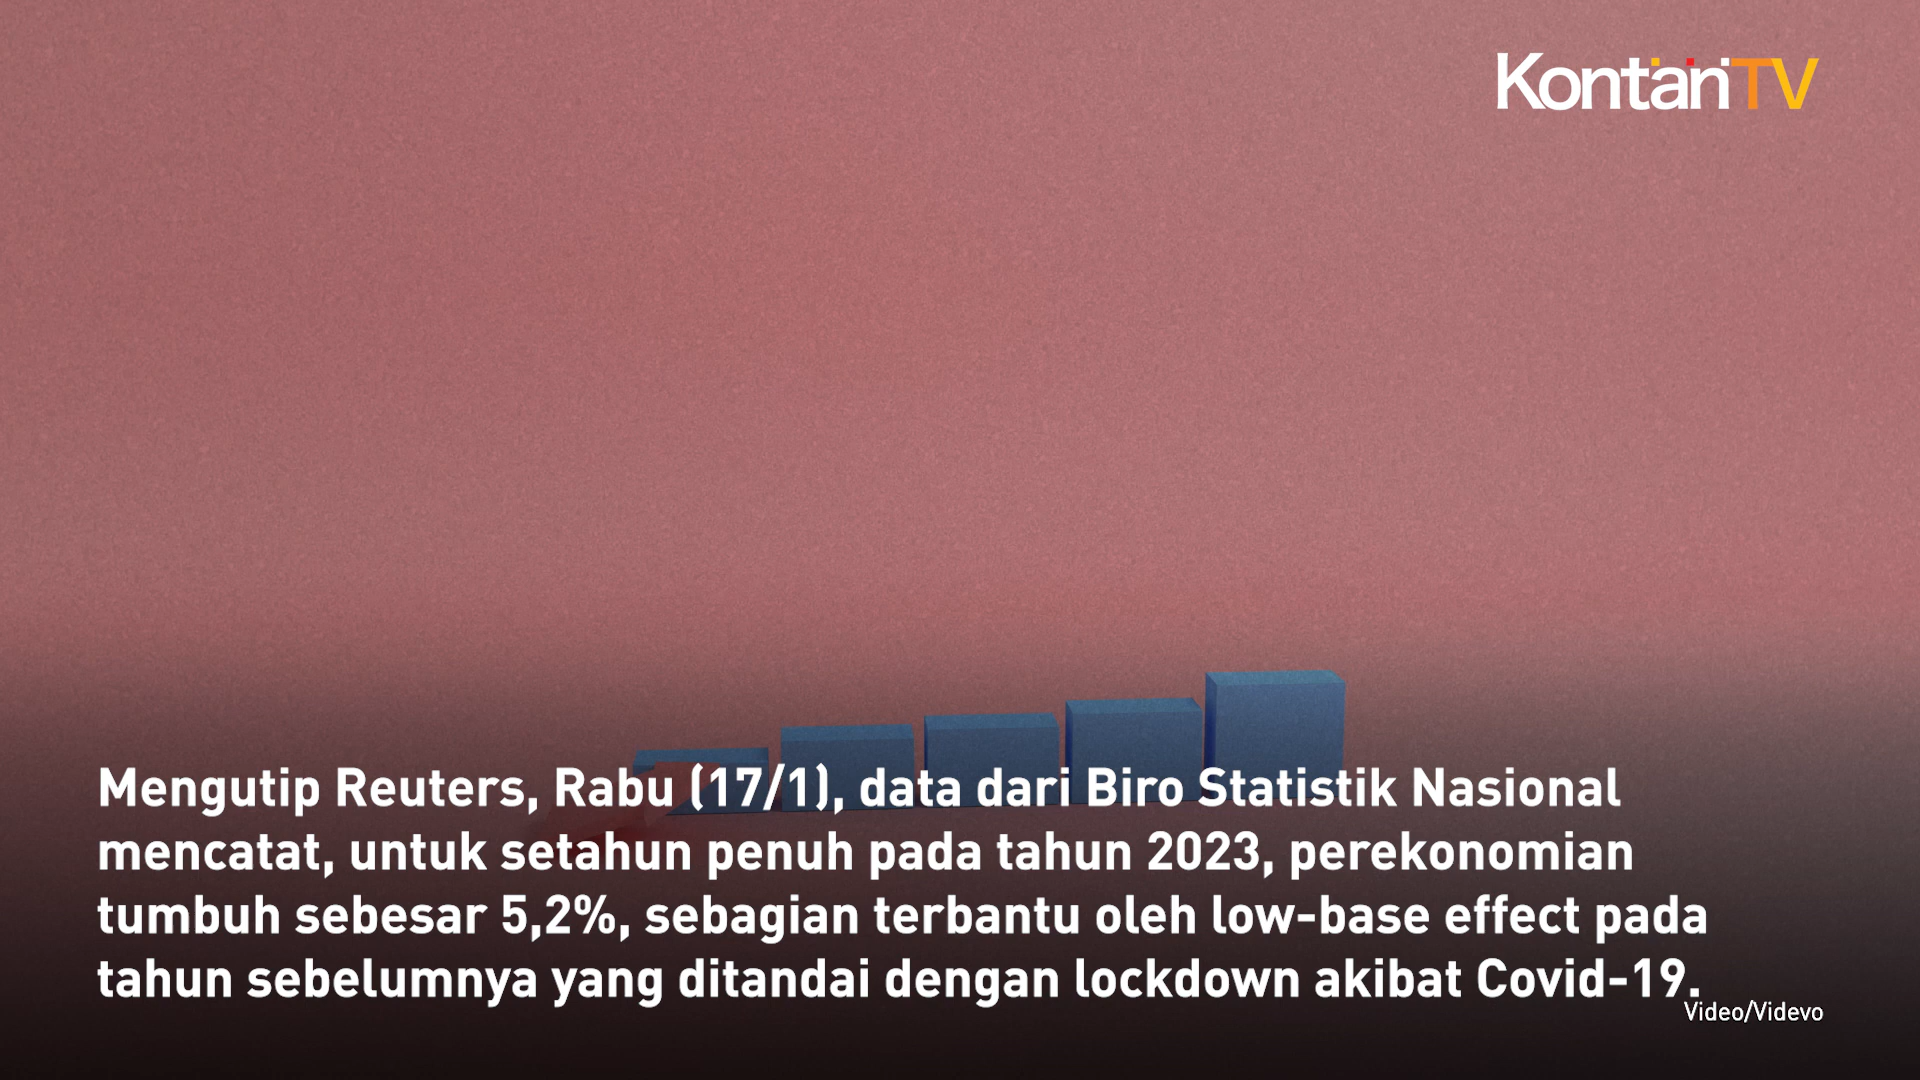 KontanTV
Mengutip Reuters, Rabu (17/1), data dari Biro Statistik Nasional
mencatat, untuk setahun penuh pada tahun 2023, perekonomian
tumbuh sebesar 5,2%, sebagian terbantu oleh low-base effect pada
tahun sebelumnya yang ditandai dengan lockdown akibat Covid-19.
Video/Videvo